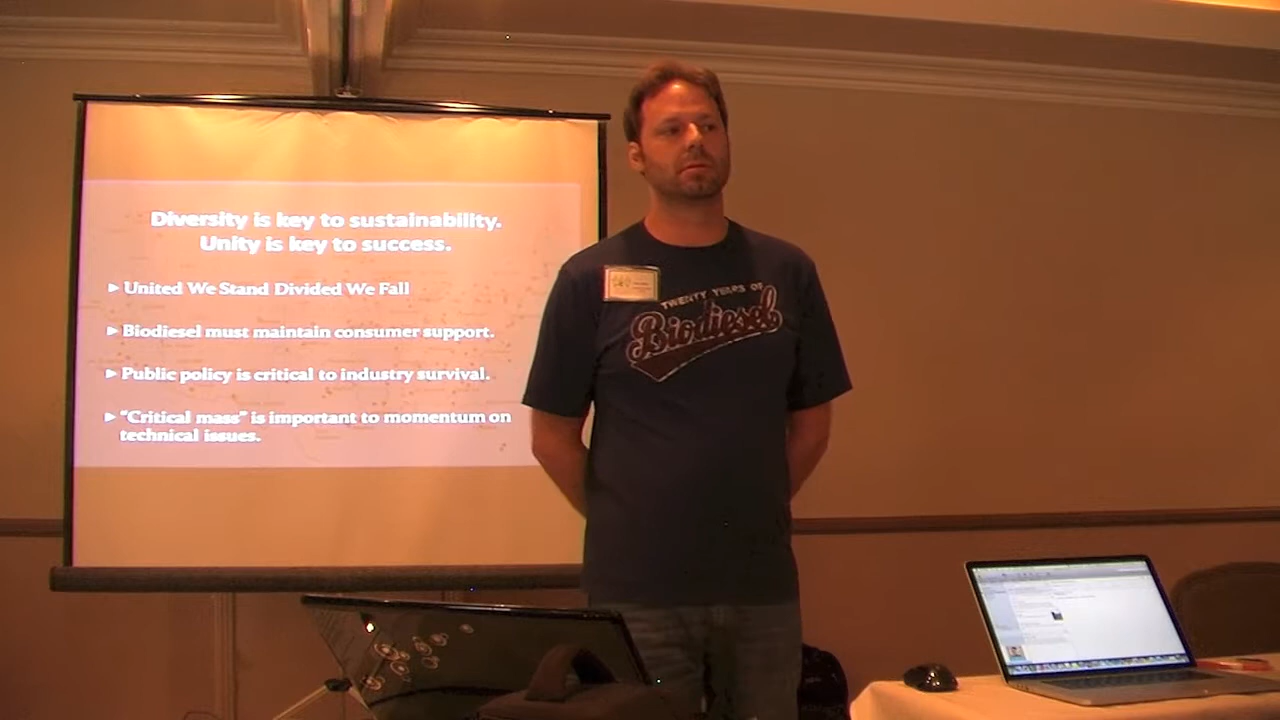 Diversity is key to sustainability.
Unity is key to success.
▸ United We Stand Divided We Fall
▸ Biodiesel must maintain consumer support.
▸ Public policy is critical to industry survival.
▸ “Critical mass” is important to momentum on
technical issues.
TWENTY YEARS OF
Biodiesel